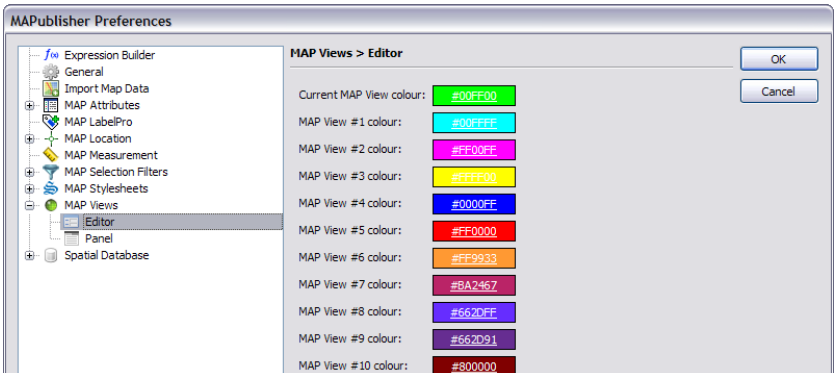 MAPublisher Preferences
f(x) Expression Builder
General
Import Map Data
MAP Attributes
MAP LabelPro
MAP Location
MAP Measurement
MAP Selection Filters
MAP Stylesheets
MAP Views
Editor
Panel
Spatial Database
MAP Views > Editor
Current MAP View colour: #00FF00
MAP View #1 colour: #00FFFF
MAP View #2 colour: #FF00FF
MAP View #3 colour: #FFFF00
MAP View #4 colour: #0000FF
MAP View #5 colour: #FF0000
MAP View #6 colour: #FF9933
MAP View #7 colour: #BA2467
MAP View #8 colour: #662DFF
MAP View #9 colour: #662D91
MAP View #10 colour: #800000
OK
Cancel